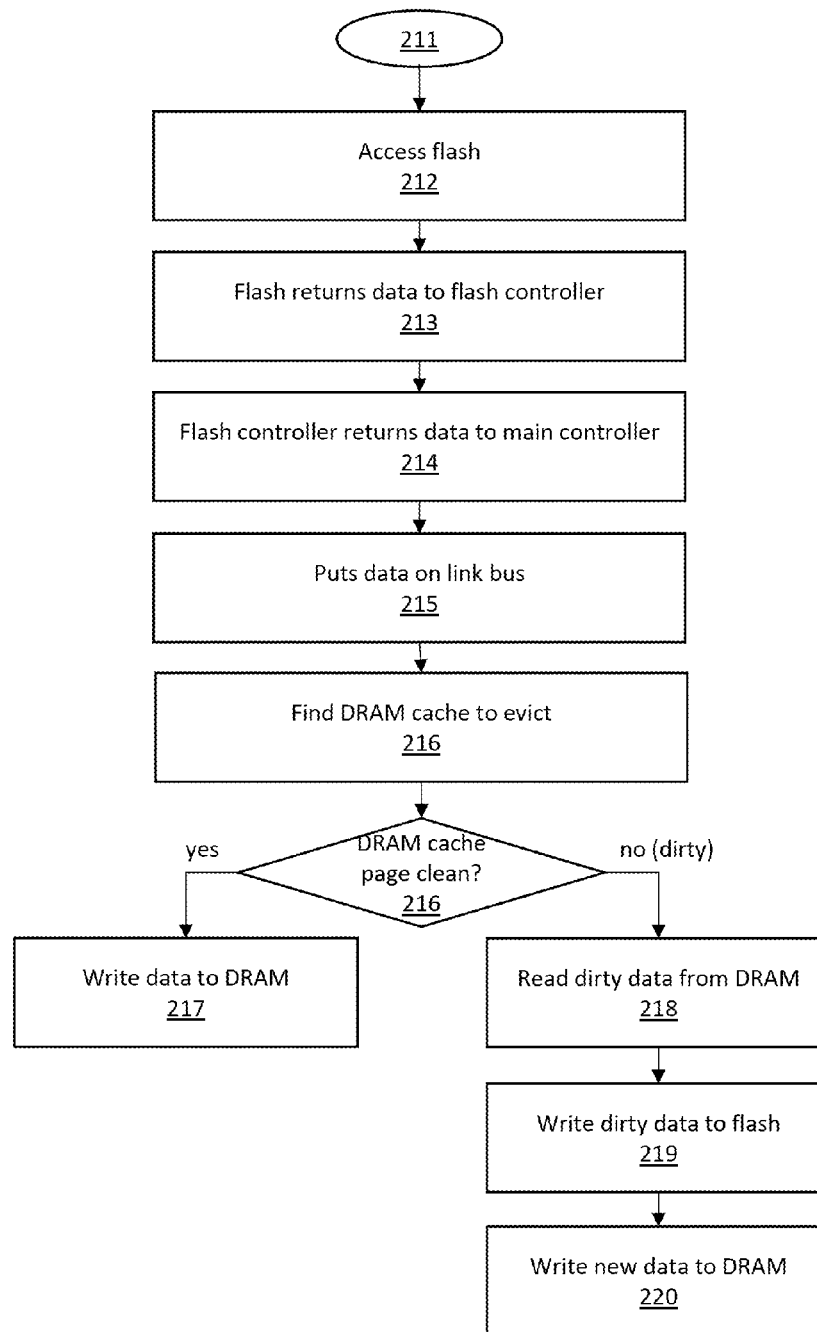 211
Access flash
212
Flash returns data to flash controller
213
Flash controller returns data to main controller
214
Puts data on link bus
215
Find DRAM cache to evict
216
yes
DRAM cache
page clean?
216
no (dirty)
Write data to DRAM
217
Read dirty data from DRAM
218
Write dirty data to flash
219
Write new data to DRAM
220